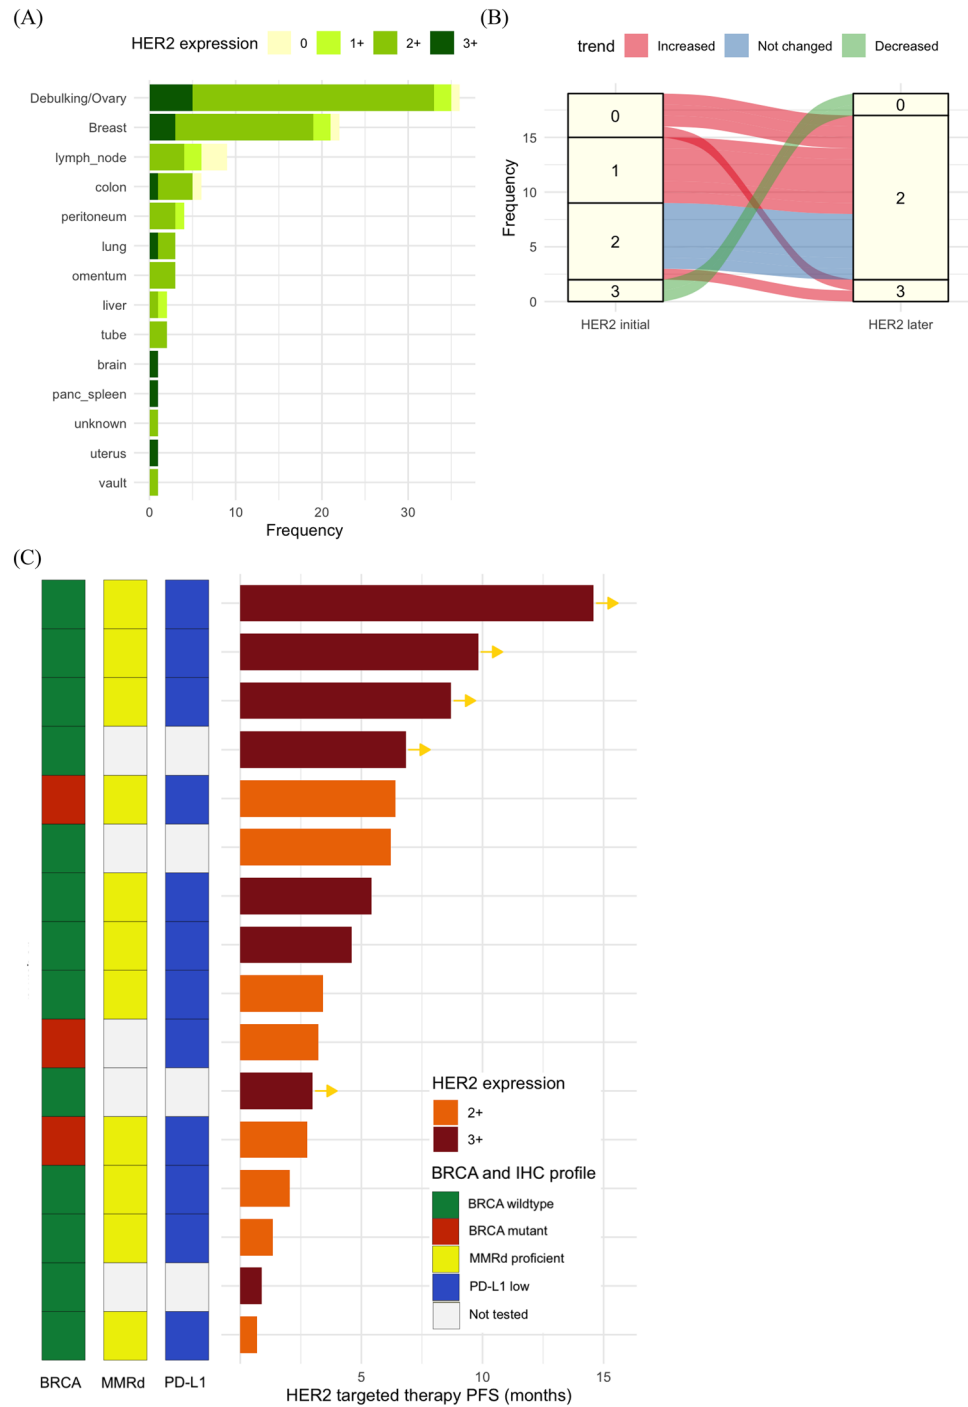 (A)
HER2 expression 0 1+ 2+ 3+
Debulking/Ovary
Breast
lymph_node
colon
peritoneum
lung
omentum
liver
tube
brain
panc_spleen
unknown
uterus
vault
0 10 20 30
Frequency
(B)
trend Increased Not changed Decreased
Frequency
15
10
5
0
0
1
2
3
0
2
3
HER2 initial HER2 later
(C)
HER2 expression
2+
3+
BRCA and IHC profile
BRCA wildtype
BRCA mutant
MMRd proficient
PD-L1 low
Not tested
BRCA MMRd PD-L1
5 10 15
HER2 targeted therapy PFS (months)